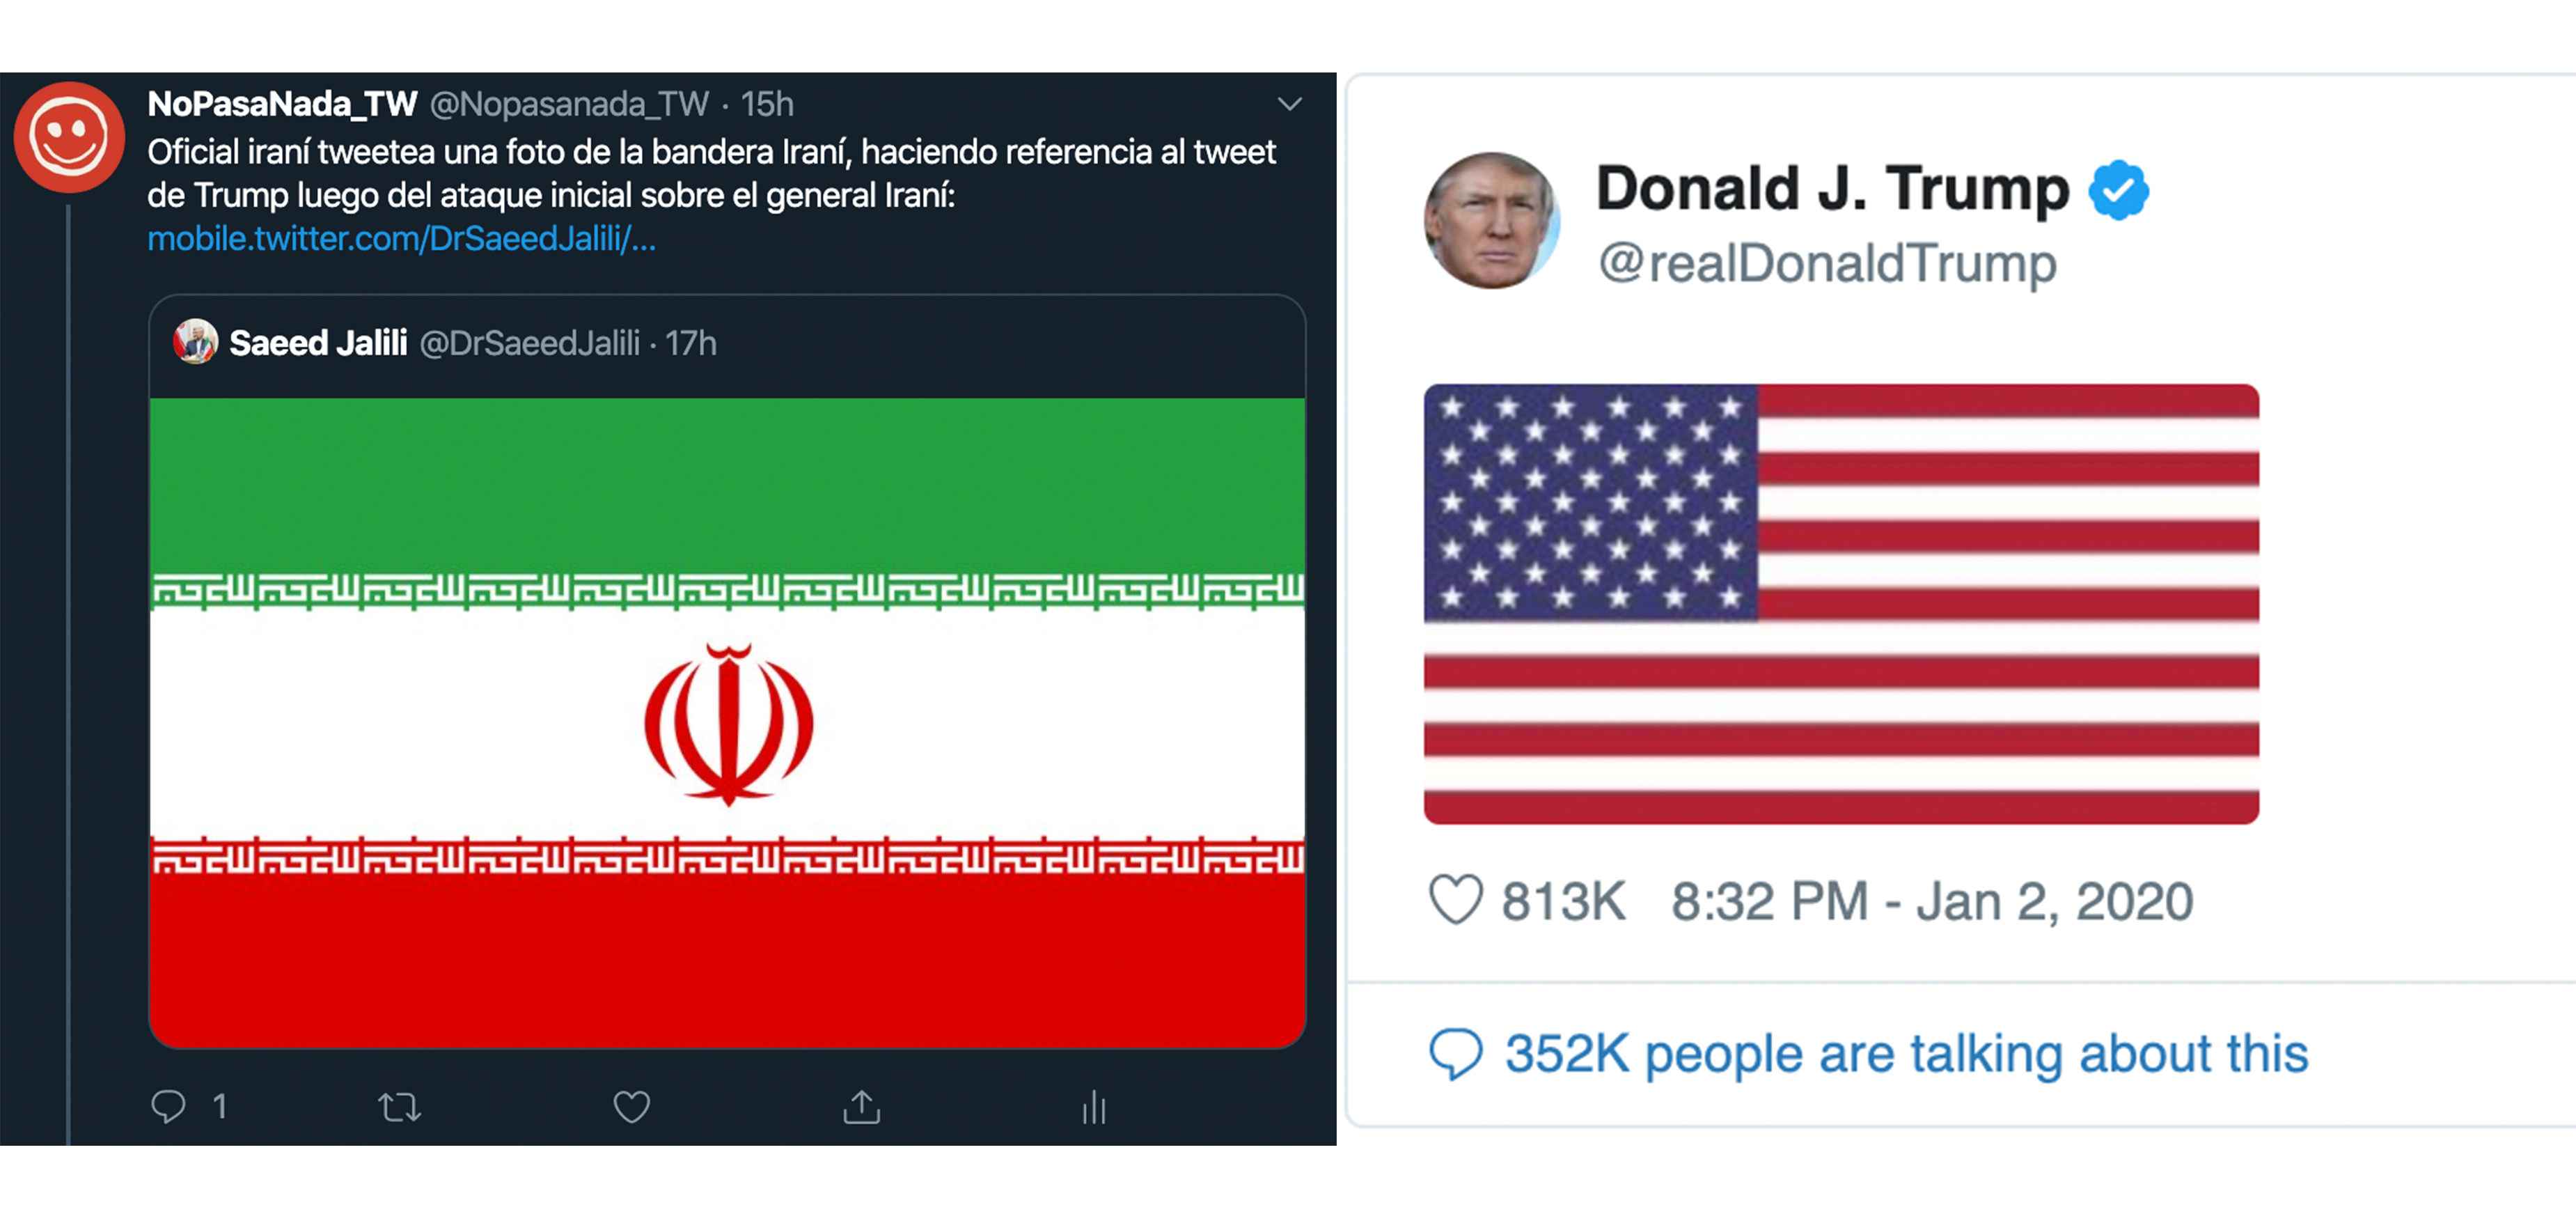 NoPasaNada_TW @Nopasanada_TW · 15h
Oficial iraní tweetea una foto de la bandera Iraní, haciendo referencia al tweet
de Trump luego del ataque inicial sobre el general Iraní:
mobile.twitter.com/DrSaeedJalili/...
Saeed Jalili @DrSaeedJalili · 17h
1
Donald J. Trump
@realDonaldTrump
813K 8:32 PM - Jan 2, 2020
352K people are talking about this